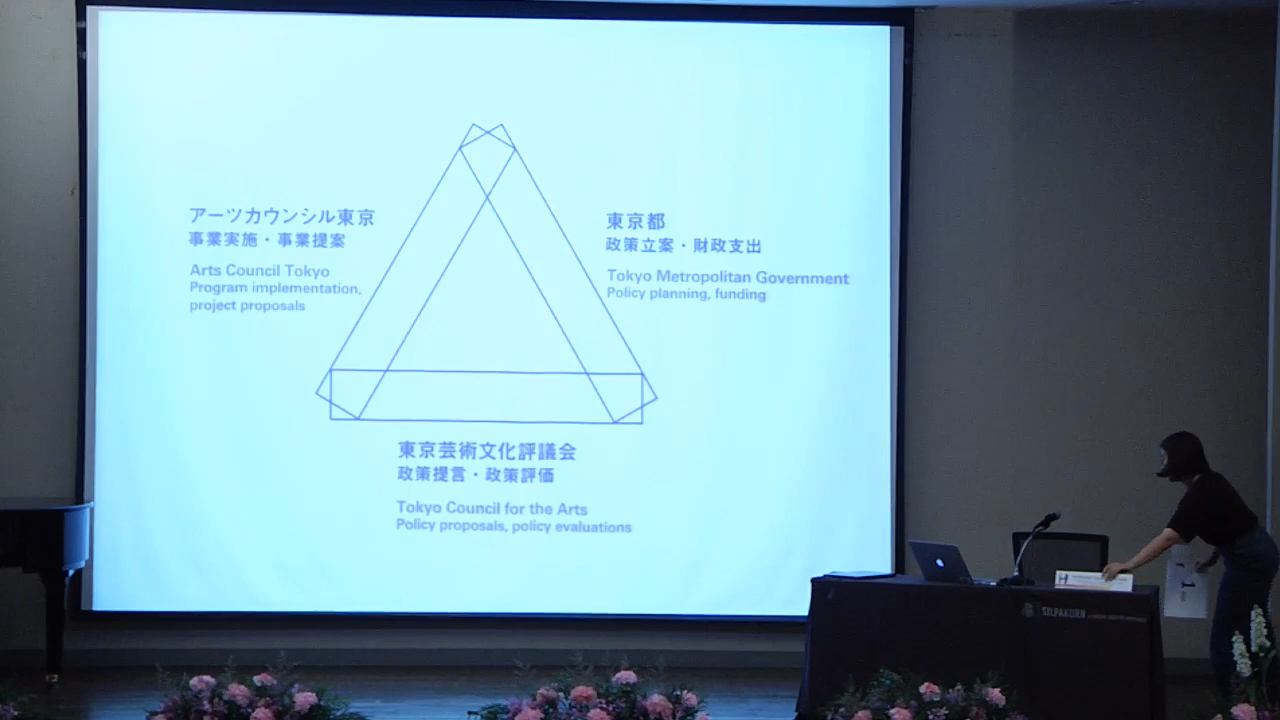 アーツカウンシル東京
事業実施・事業提案
Arts Council Tokyo
Program implementation,
project proposals
東京都
政策立案・財政支出
Tokyo Metropolitan Government
Policy planning, funding
東京芸術文化評議会
政策提言・政策評価
Tokyo Council for the Arts
Policy proposals, policy evaluations
SILPAKORN